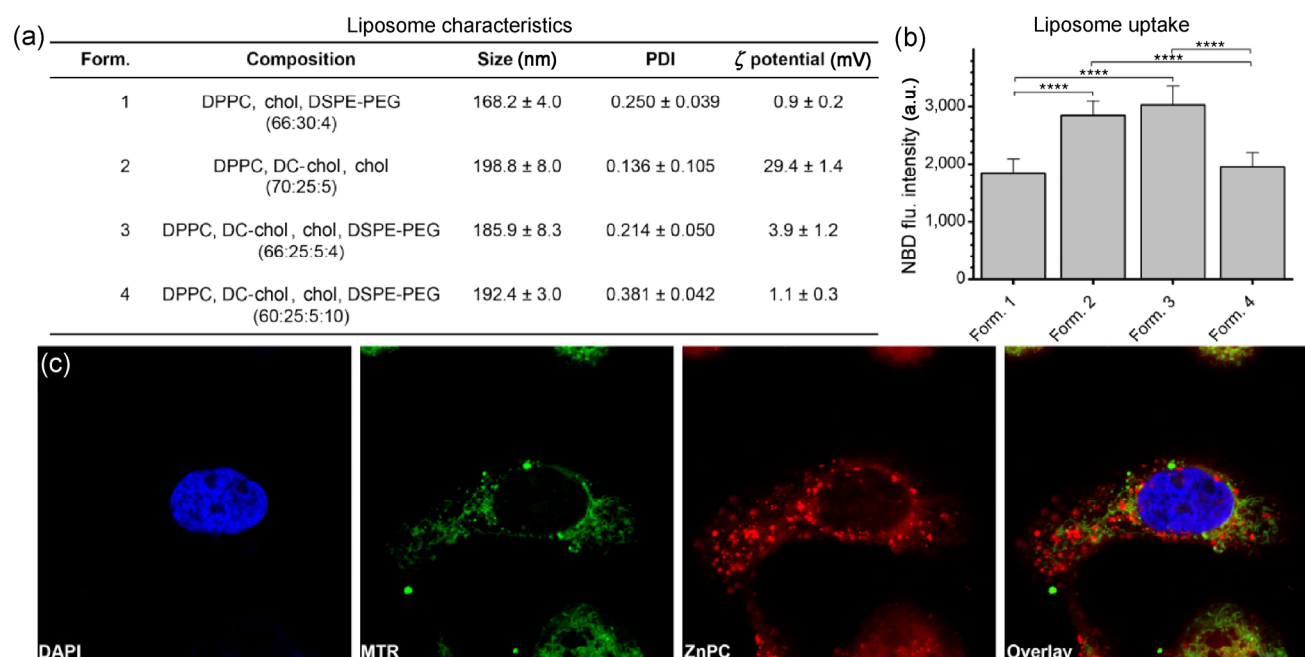 (a)
Liposome characteristics
Form. Composition Size (nm) PDI ζ potential (mV)
1 DPPC, chol, DSPE-PEG 168.2 ± 4.0 0.250 ± 0.039 0.9 ± 0.2
(66:30:4)
2 DPPC, DC-chol, chol 198.8 ± 8.0 0.136 ± 0.105 29.4 ± 1.4
(70:25:5)
3 DPPC, DC-chol, chol, DSPE-PEG 185.9 ± 8.3 0.214 ± 0.050 3.9 ± 1.2
(66:25:5:4)
4 DPPC, DC-chol, chol, DSPE-PEG 192.4 ± 3.0 0.381 ± 0.042 1.1 ± 0.3
(60:25:5:10)
(b)
Liposome uptake
NBD flu. intensity (a.u.)
3,000
2,000
1,000
0
****
****
****
****
Form. 1 Form. 2 Form. 3 Form. 4
(c)
DAPI MTR ZnPC Overlay